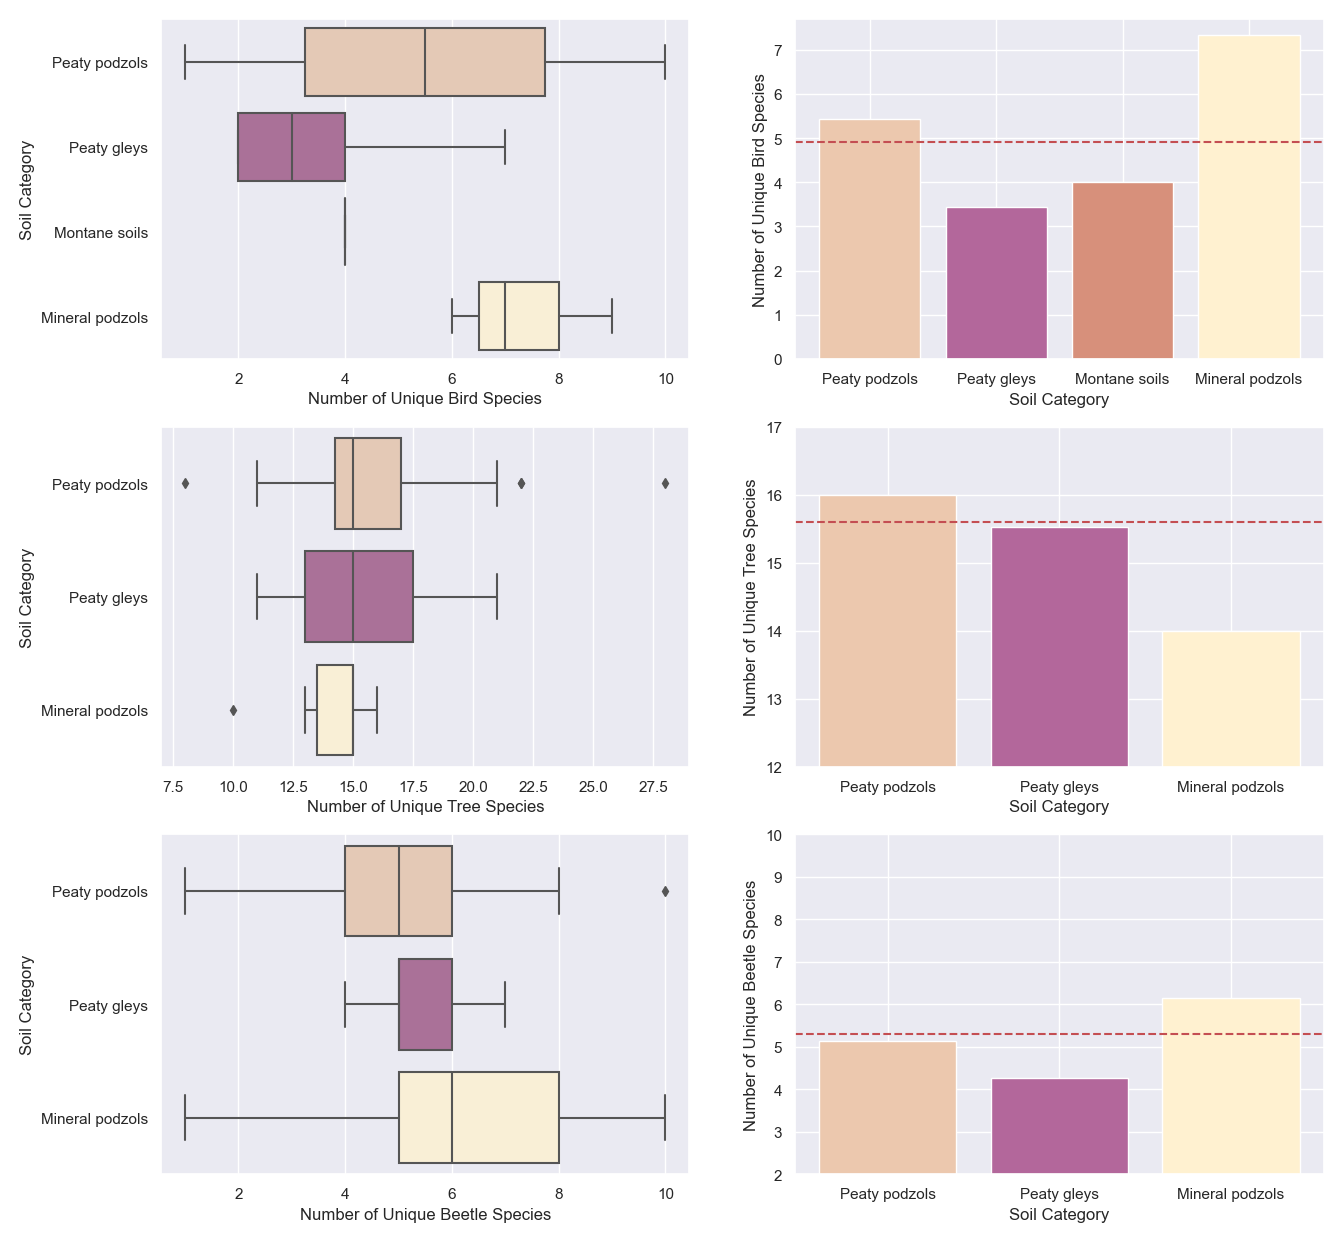 Soil Category
Peaty podzols
Peaty gleys
Montane soils
Mineral podzols
2 4 6 8 10
Number of Unique Bird Species
Number of Unique Bird Species
7
6
5
4
3
2
1
0
Peaty podzols Peaty gleys Montane soils Mineral podzols
Soil Category
Soil Category
Peaty podzols
Peaty gleys
Mineral podzols
7.5 10.0 12.5 15.0 17.5 20.0 22.5 25.0 27.5
Number of Unique Tree Species
Number of Unique Tree Species
17
16
15
14
13
12
Peaty podzols Peaty gleys Mineral podzols
Soil Category
Soil Category
Peaty podzols
Peaty gleys
Mineral podzols
2 4 6 8 10
Number of Unique Beetle Species
Number of Unique Beetle Species
10
9
8
7
6
5
4
3
2
Peaty podzols Peaty gleys Mineral podzols
Soil Category